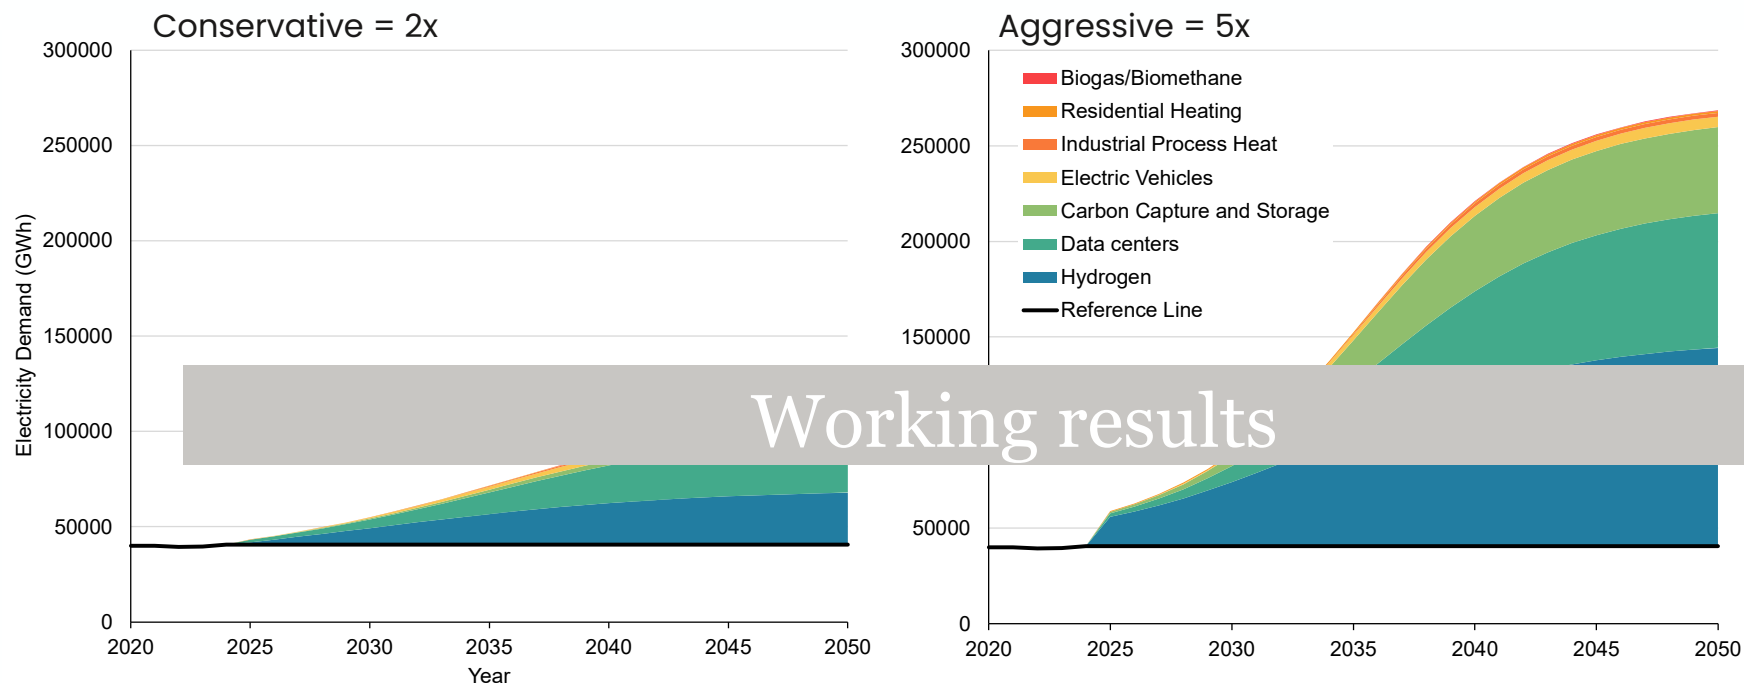 Conservative = 2x
Aggressive = 5x
Electricity Demand (GWh)
300000
250000
200000
150000
100000
50000
0
2020 2025 2030 2035 2040 2045 2050
Year
300000
250000
200000
150000
100000
50000
0
2020 2025 2030 2035 2040 2045 2050
Biogas/Biomethane
Residential Heating
Industrial Process Heat
Electric Vehicles
Carbon Capture and Storage
Data centers
Hydrogen
Reference Line
Working results